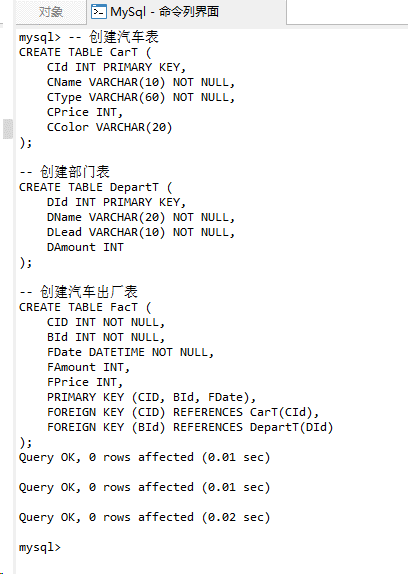 对象
MySql - 命令列界面
mysql> -- 创建汽车表
CREATE TABLE CarT (
    CId INT PRIMARY KEY,
    CName VARCHAR(10) NOT NULL,
    CType VARCHAR(60) NOT NULL,
    CPrice INT,
    CColor VARCHAR(20)
);

-- 创建部门表
CREATE TABLE DepartT (
    DId INT PRIMARY KEY,
    DName VARCHAR(20) NOT NULL,
    DLead VARCHAR(10) NOT NULL,
    DAmount INT
);

-- 创建汽车出厂表
CREATE TABLE FacT (
    CID INT NOT NULL,
    BId INT NOT NULL,
    FDate DATETIME NOT NULL,
    FAmount INT,
    FPrice INT,
    PRIMARY KEY (CID, BId, FDate),
    FOREIGN KEY (CID) REFERENCES CarT(CId),
    FOREIGN KEY (BId) REFERENCES DepartT(DId)
);
Query OK, 0 rows affected (0.01 sec)

Query OK, 0 rows affected (0.01 sec)

Query OK, 0 rows affected (0.02 sec)

mysql>